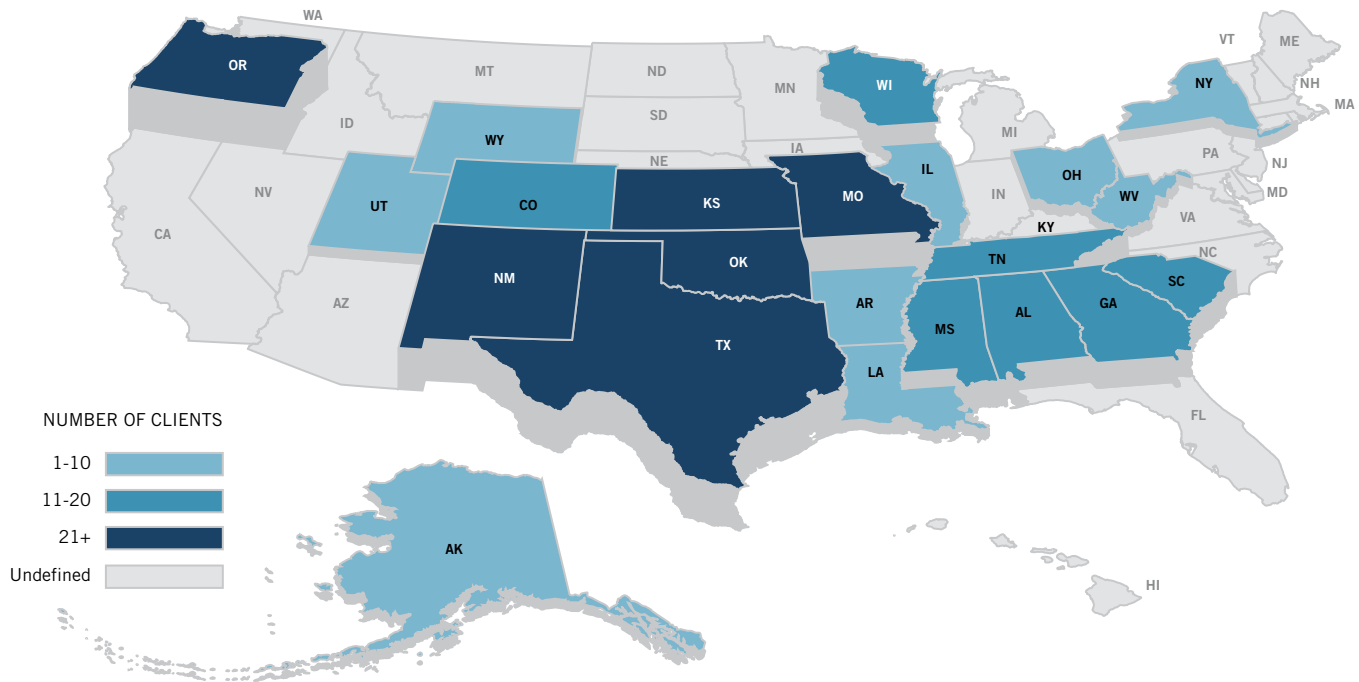 WA
VT
ME
OR
MT
ND
MN
WI
NY
NH
MA
SD
ID
MI
WY
IA
PA
NE
NJ
IL
OH
IN
MD
NV
UT
CO
KS
MO
WV
VA
CA
KY
NC
TN
OK
NM
SC
AZ
AR
GA
AL
MS
TX
LA
FL
NUMBER OF CLIENTS
1-10
11-20
21+
Undefined
AK
HI